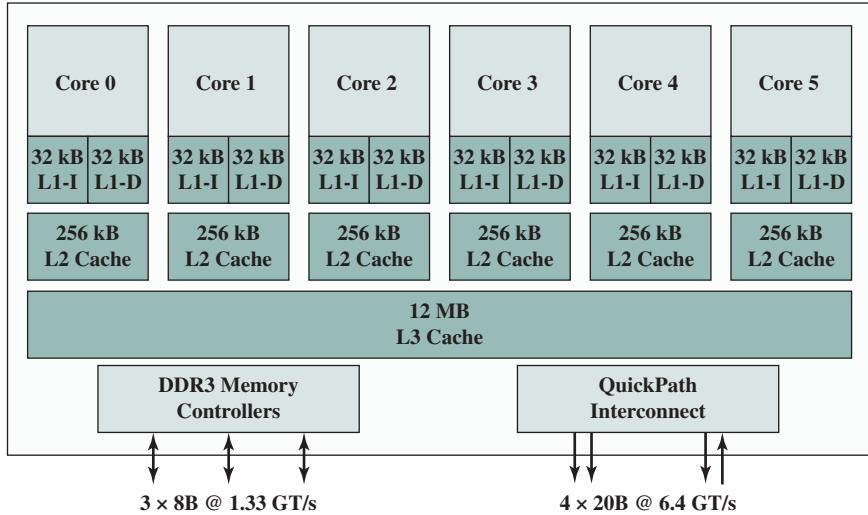 Core 0
Core 1
Core 2
Core 3
Core 4
Core 5
32 kB
L1-I
32 kB
L1-D
32 kB
L1-I
32 kB
L1-D
32 kB
L1-I
32 kB
L1-D
32 kB
L1-I
32 kB
L1-D
32 kB
L1-I
32 kB
L1-D
32 kB
L1-I
32 kB
L1-D
256 kB
L2 Cache
256 kB
L2 Cache
256 kB
L2 Cache
256 kB
L2 Cache
256 kB
L2 Cache
256 kB
L2 Cache
12 MB
L3 Cache
DDR3 Memory
Controllers
QuickPath
Interconnect
3 × 8B @ 1.33 GT/s
4 × 20B @ 6.4 GT/s